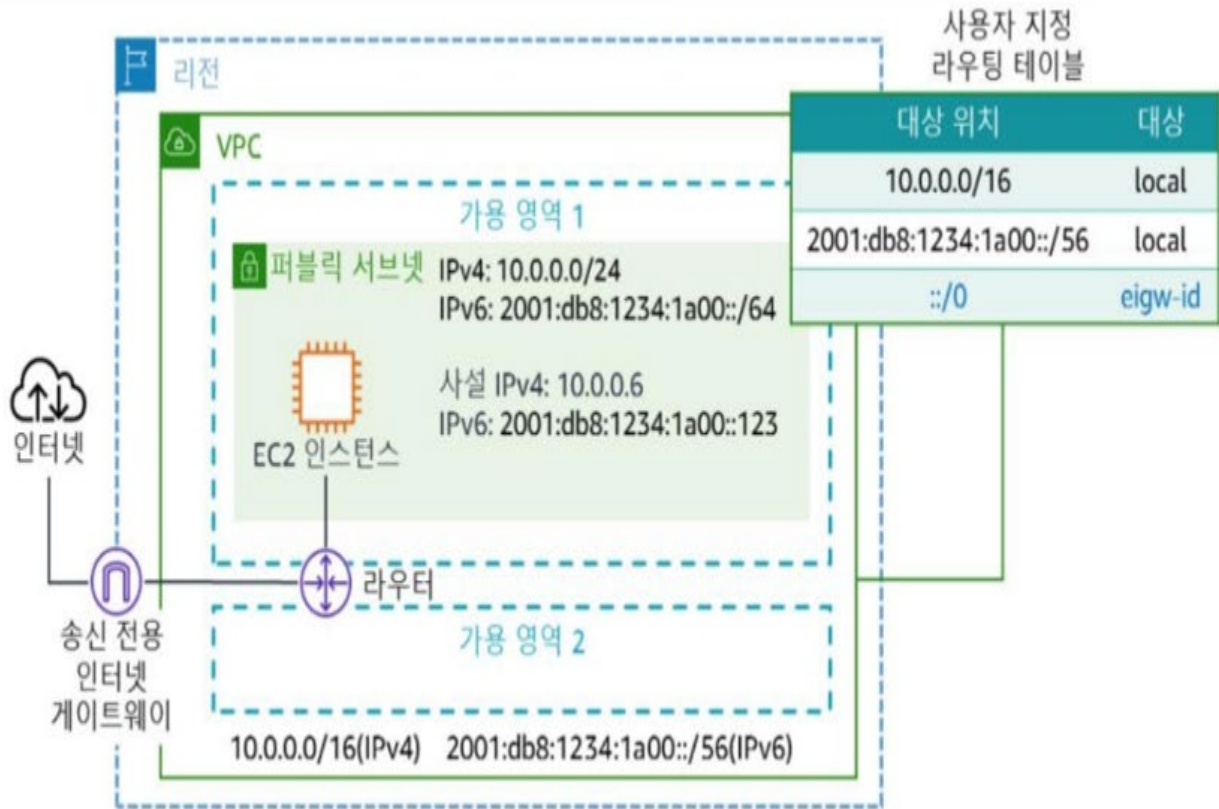 사용자 지정
라우팅 테이블
대상 위치 대상
10.0.0.0/16 local
2001:db8:1234:1a00::/56 local
::/0 eigw-id
리전
VPC
가용 영역 1
퍼블릭 서브넷
IPv4: 10.0.0.0/24
IPv6: 2001:db8:1234:1a00::/64
사설 IPv4: 10.0.0.6
IPv6: 2001:db8:1234:1a00::123
EC2 인스턴스
인터넷
라우터
송신 전용
인터넷
게이트웨이
가용 영역 2
10.0.0.0/16(IPv4) 2001:db8:1234:1a00::/56(IPv6)